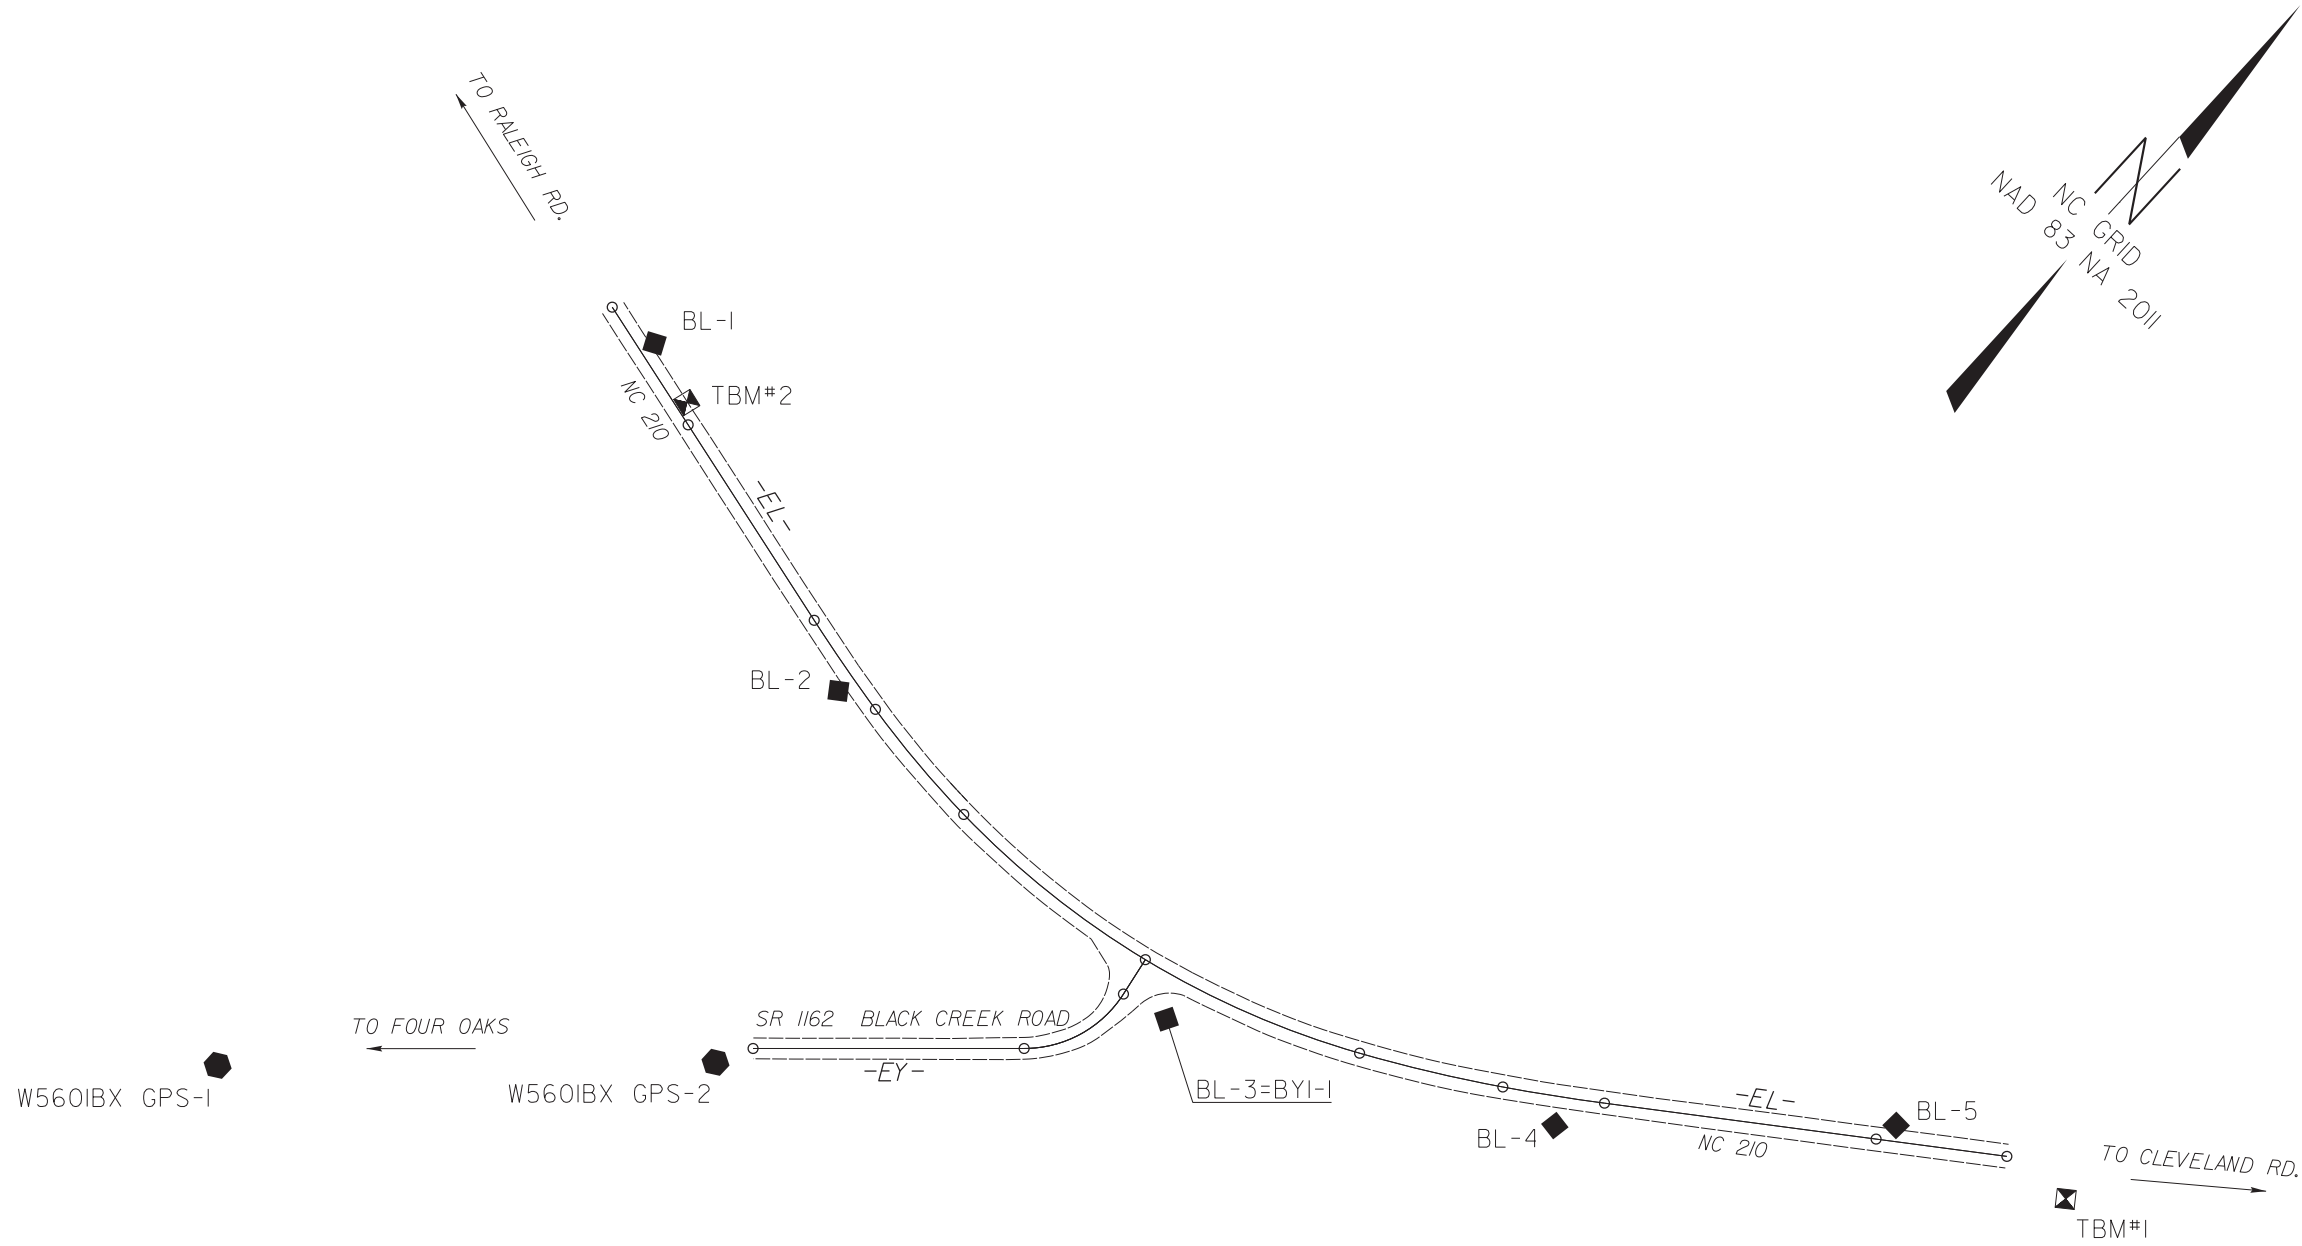 TO RALEIGH RD.
N
NC GRID
NAD 83 NA 2011
BL-1
TBM#2
NC 210
-EL-
BL-2
SR 1162 BLACK CREEK ROAD
TO FOUR OAKS
-EY-
W5601BX GPS-1
W5601BX GPS-2
BL-3=BY1-1
-EL-
BL-5
BL-4
NC 210
TO CLEVELAND RD.
TBM#1